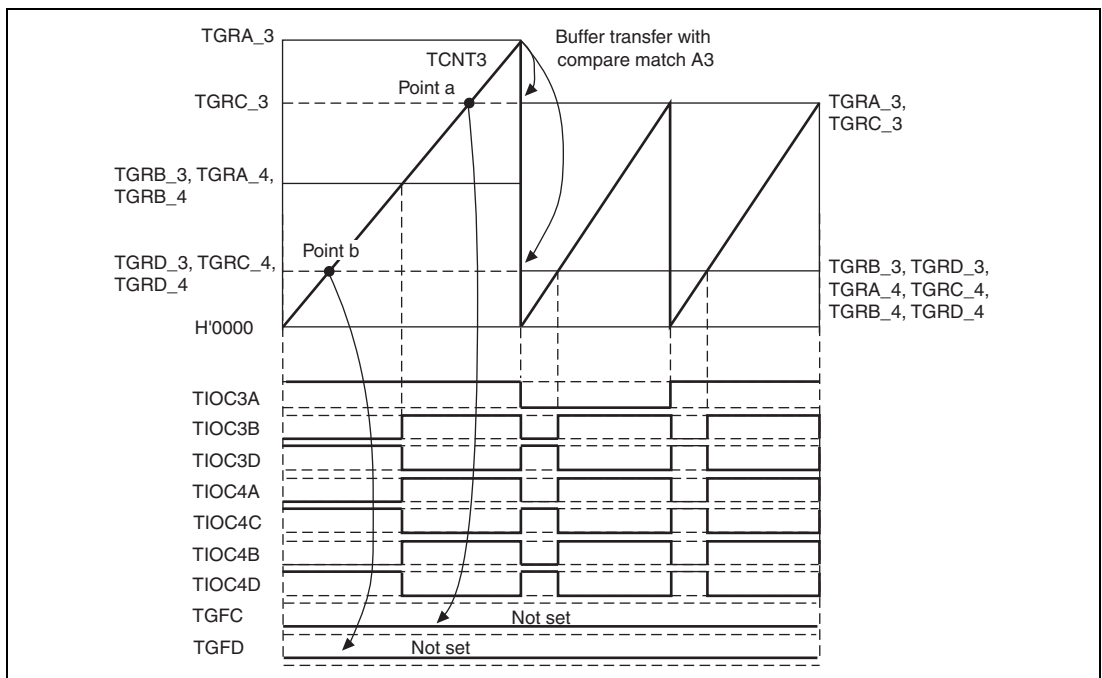 TGRA_3
TCNT3
Buffer transfer with
compare match A3
Point a
TGRC_3
TGRA_3,
TGRC_3
TGRB_3, TGRA_4,
TGRB_4
Point b
TGRD_3, TGRC_4,
TGRD_4
TGRB_3, TGRD_3,
TGRA_4, TGRC_4,
TGRB_4, TGRD_4
H'0000
TIOC3A
TIOC3B
TIOC3D
TIOC4A
TIOC4C
TIOC4B
TIOC4D
TGFC
Not set
TGFD
Not set